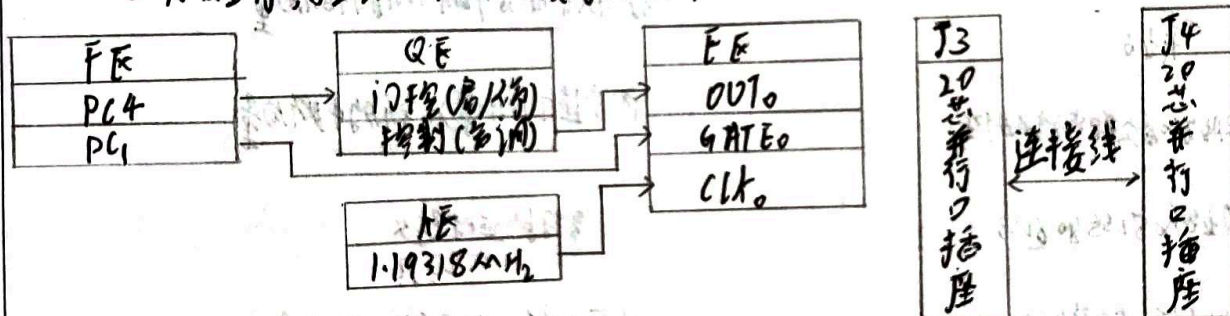 F区
PC4
PC1
Q区
门控(启/停)
控制(音调)
E区
OUT0
GATE0
CLK0
A区
1.19318MHz
J3
20芯并行口插座
连接线
J4
20芯并行口插座